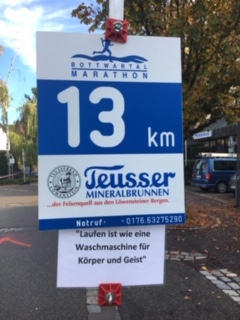 BOTTWARTAL
MARATHON
13 km
Teusser
MINERALBRUNNEN
...der Felsenquell aus den Löwensteiner Bergen.
Notruf: 0176.63275290
"Laufen ist wie eine
Waschmaschine für
Körper und Geist"